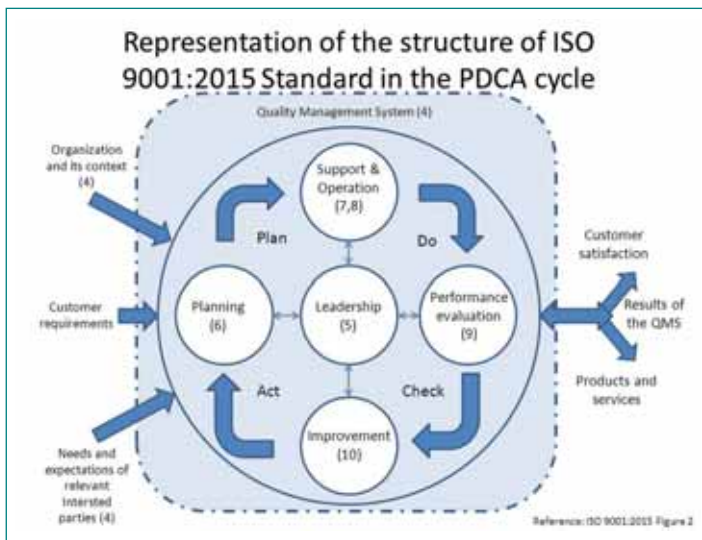 Representation of the structure of ISO
9001:2015 Standard in the PDCA cycle
Quality Management System (4)
Organization
and its context
(4)
Customer
requirements
Needs and
expectations of
relevant
Intersted
parties (4)
Support &
Operation
(7,8)
Plan
Do
Planning
(6)
Leadership
(5)
Performance
evaluation
(9)
Act
Check
Improvement
(10)
Customer
satisfaction
Results of
the QMS
Products and
services
Reference: ISO 9001:2015 Figure 2